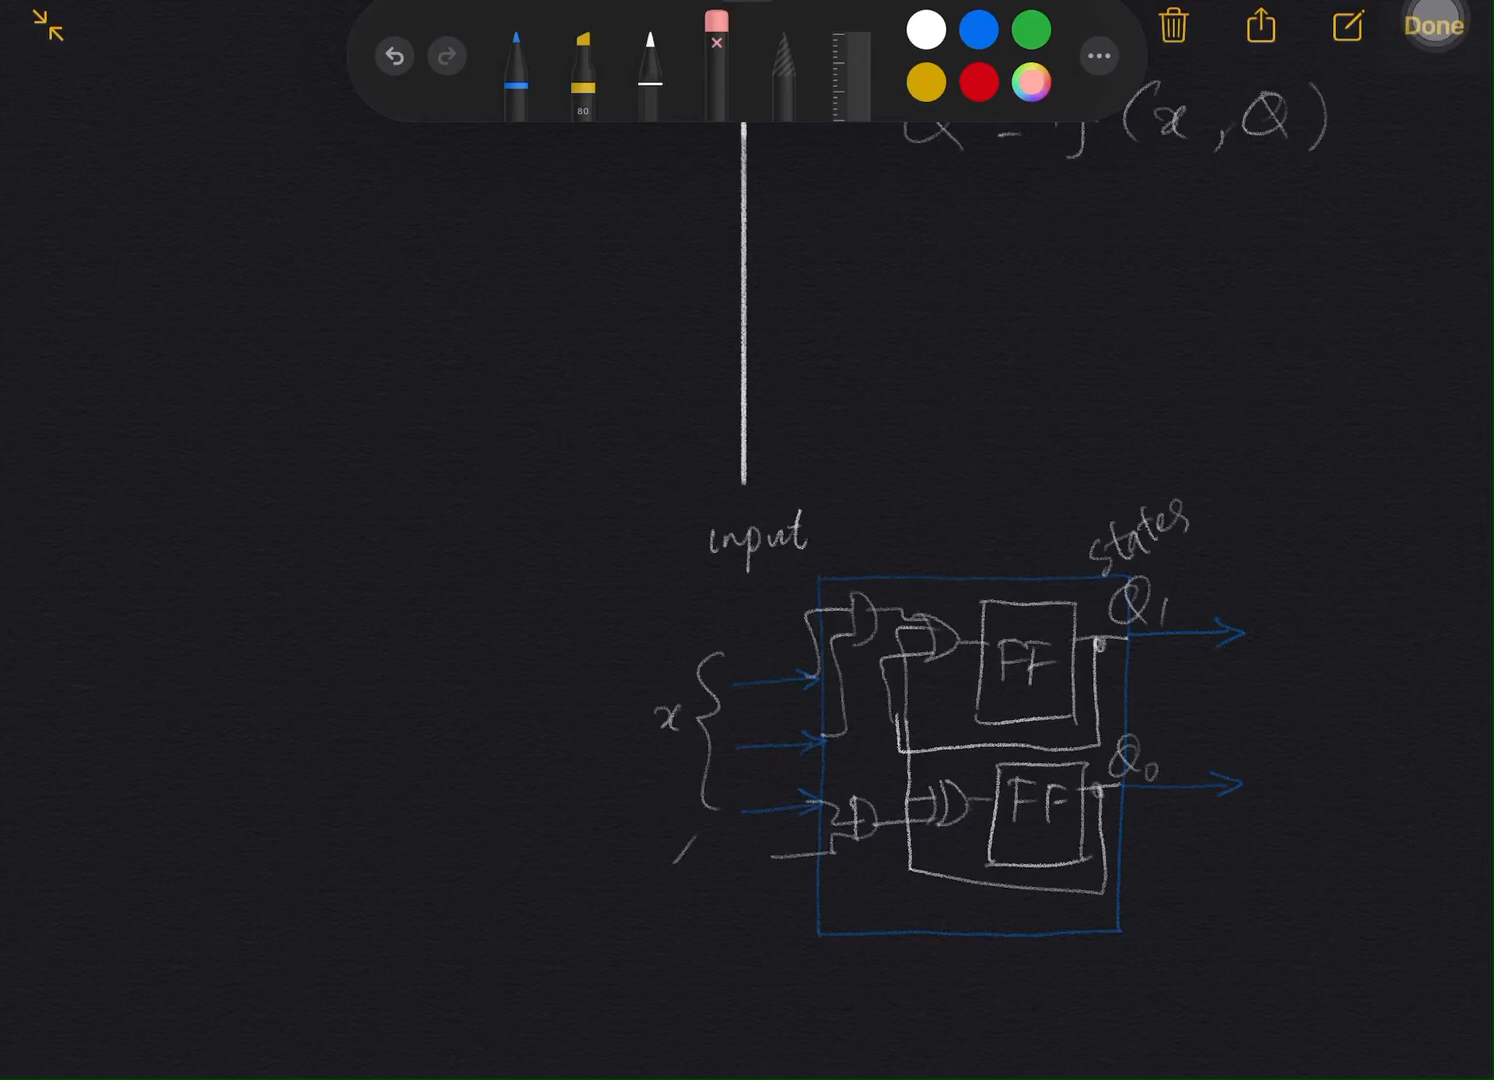 Done
80
Q = f (x, Q)
input
states
Q1
FF
x
Q0
FF